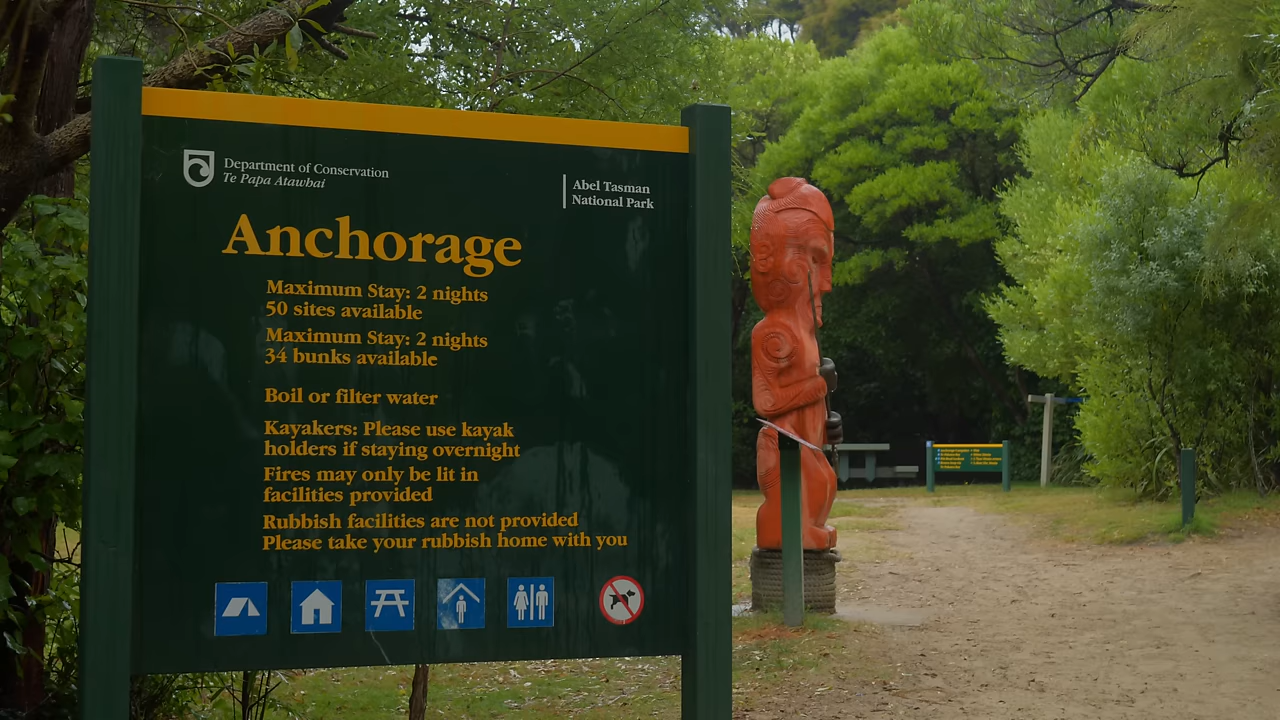 Department of Conservation
Te Papa Atawhai
Abel Tasman
National Park
Anchorage
Maximum Stay: 2 nights
50 sites available
Maximum Stay: 2 nights
34 bunks available
Boil or filter water
Kayakers: Please use kayak
holders if staying overnight
Fires may only be lit in
facilities provided
Rubbish facilities are not provided
Please take your rubbish home with you